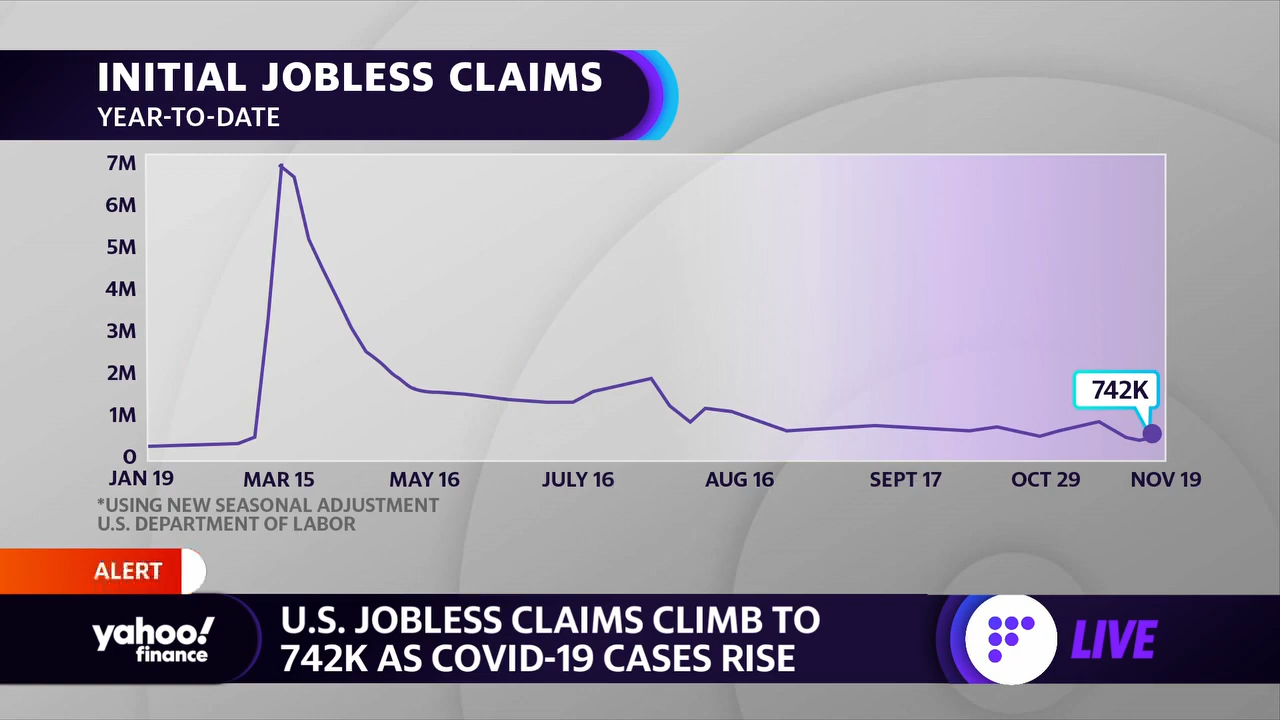 INITIAL JOBLESS CLAIMS
YEAR-TO-DATE
7M
6M
5M
4M
3M
2M
1M
0
742K
JAN 19 MAR 15 MAY 16 JULY 16 AUG 16 SEPT 17 OCT 29 NOV 19
*USING NEW SEASONAL ADJUSTMENT
U.S. DEPARTMENT OF LABOR
ALERT
yahoo!
finance
U.S. JOBLESS CLAIMS CLIMB TO
742K AS COVID-19 CASES RISE
LIVE